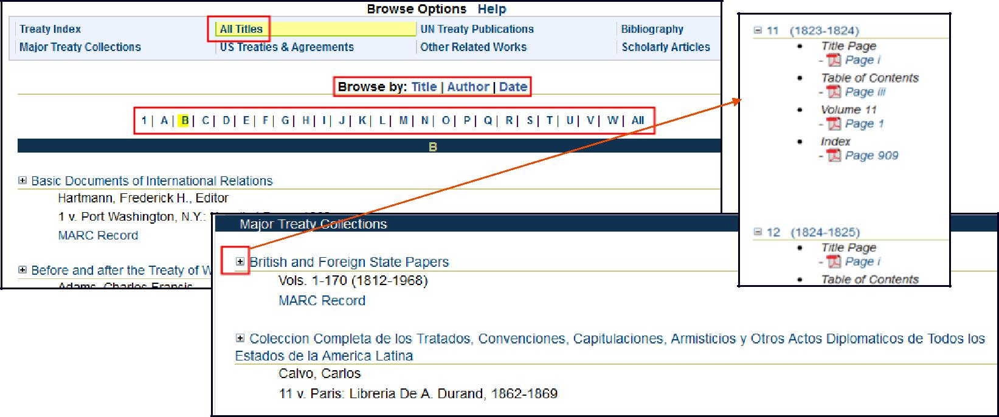 Browse Options Help
Treaty Index All Titles UN Treaty Publications Bibliography
Major Treaty Collections US Treaties & Agreements Other Related Works Scholarly Articles
Browse by: Title | Author | Date
1 | A | B | C | D | E | F | G | H | I | J | K | L | M | N | O | P | Q | R | S | T | U | V | W | All
B
Basic Documents of International Relations
Hartmann, Frederick H., Editor
1 v. Port Washington, N.Y.:
MARC Record
Before and after the Treaty of W
Adams, Charles Francis
Major Treaty Collections
British and Foreign State Papers
Vols. 1-170 (1812-1968)
MARC Record
Coleccion Completa de los Tratados, Convenciones, Capitulaciones, Armisticios y Otros Actos Diplomaticos de Todos los
Estados de la America Latina
Calvo, Carlos
11 v. Paris: Libreria De A. Durand, 1862-1869
11 (1823-1824)
• Title Page
- Page i
• Table of Contents
- Page iii
• Volume 11
- Page 1
• Index
- Page 909
12 (1824-1825)
• Title Page
- Page i
• Table of Contents